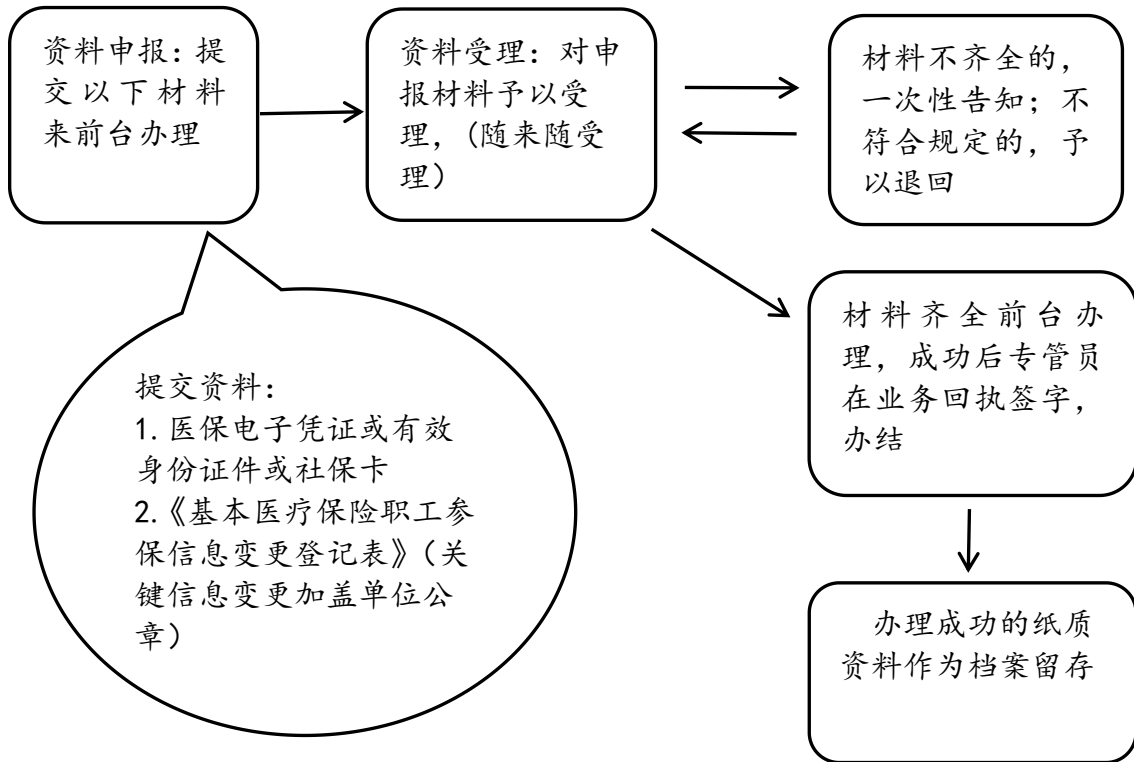 资料申报：提
交以下材料
来前台办理
资料受理：对申
报材料予以受
理，（随来随受
理）
材料不齐全的，
一次性告知；不
符合规定的，予
以退回
材料齐全前台办
理，成功后专管员
在业务回执签字，
办结
提交资料：
1.医保电子凭证或有效
身份证件或社保卡
2.《基本医疗保险职工参
保信息变更登记表》（关
键信息变更加盖单位公
章）
办理成功的纸质
资料作为档案留存